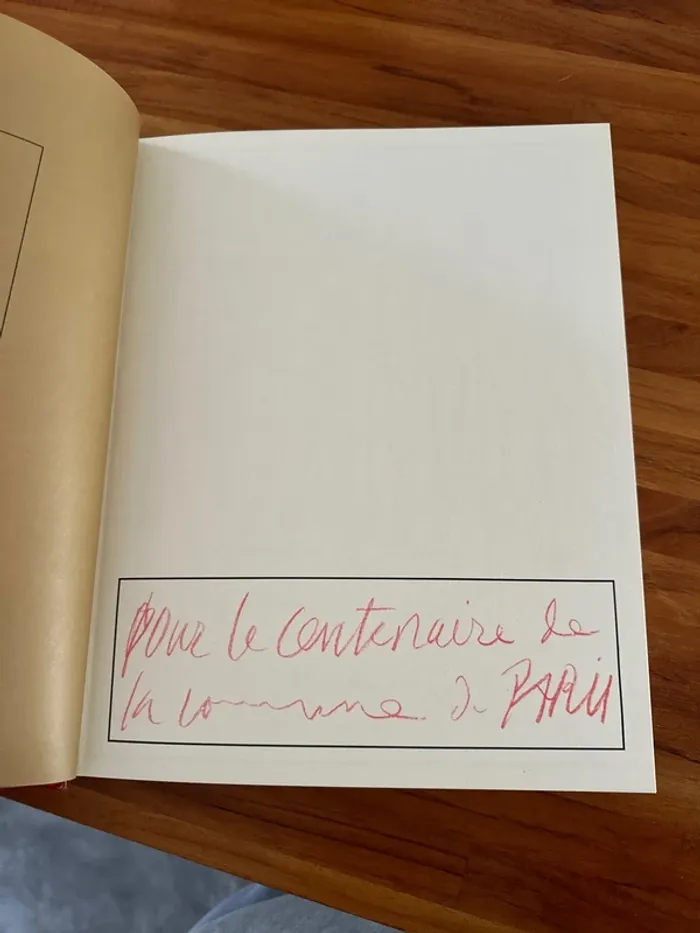 Pour le centenaire de
la commune de PARIS